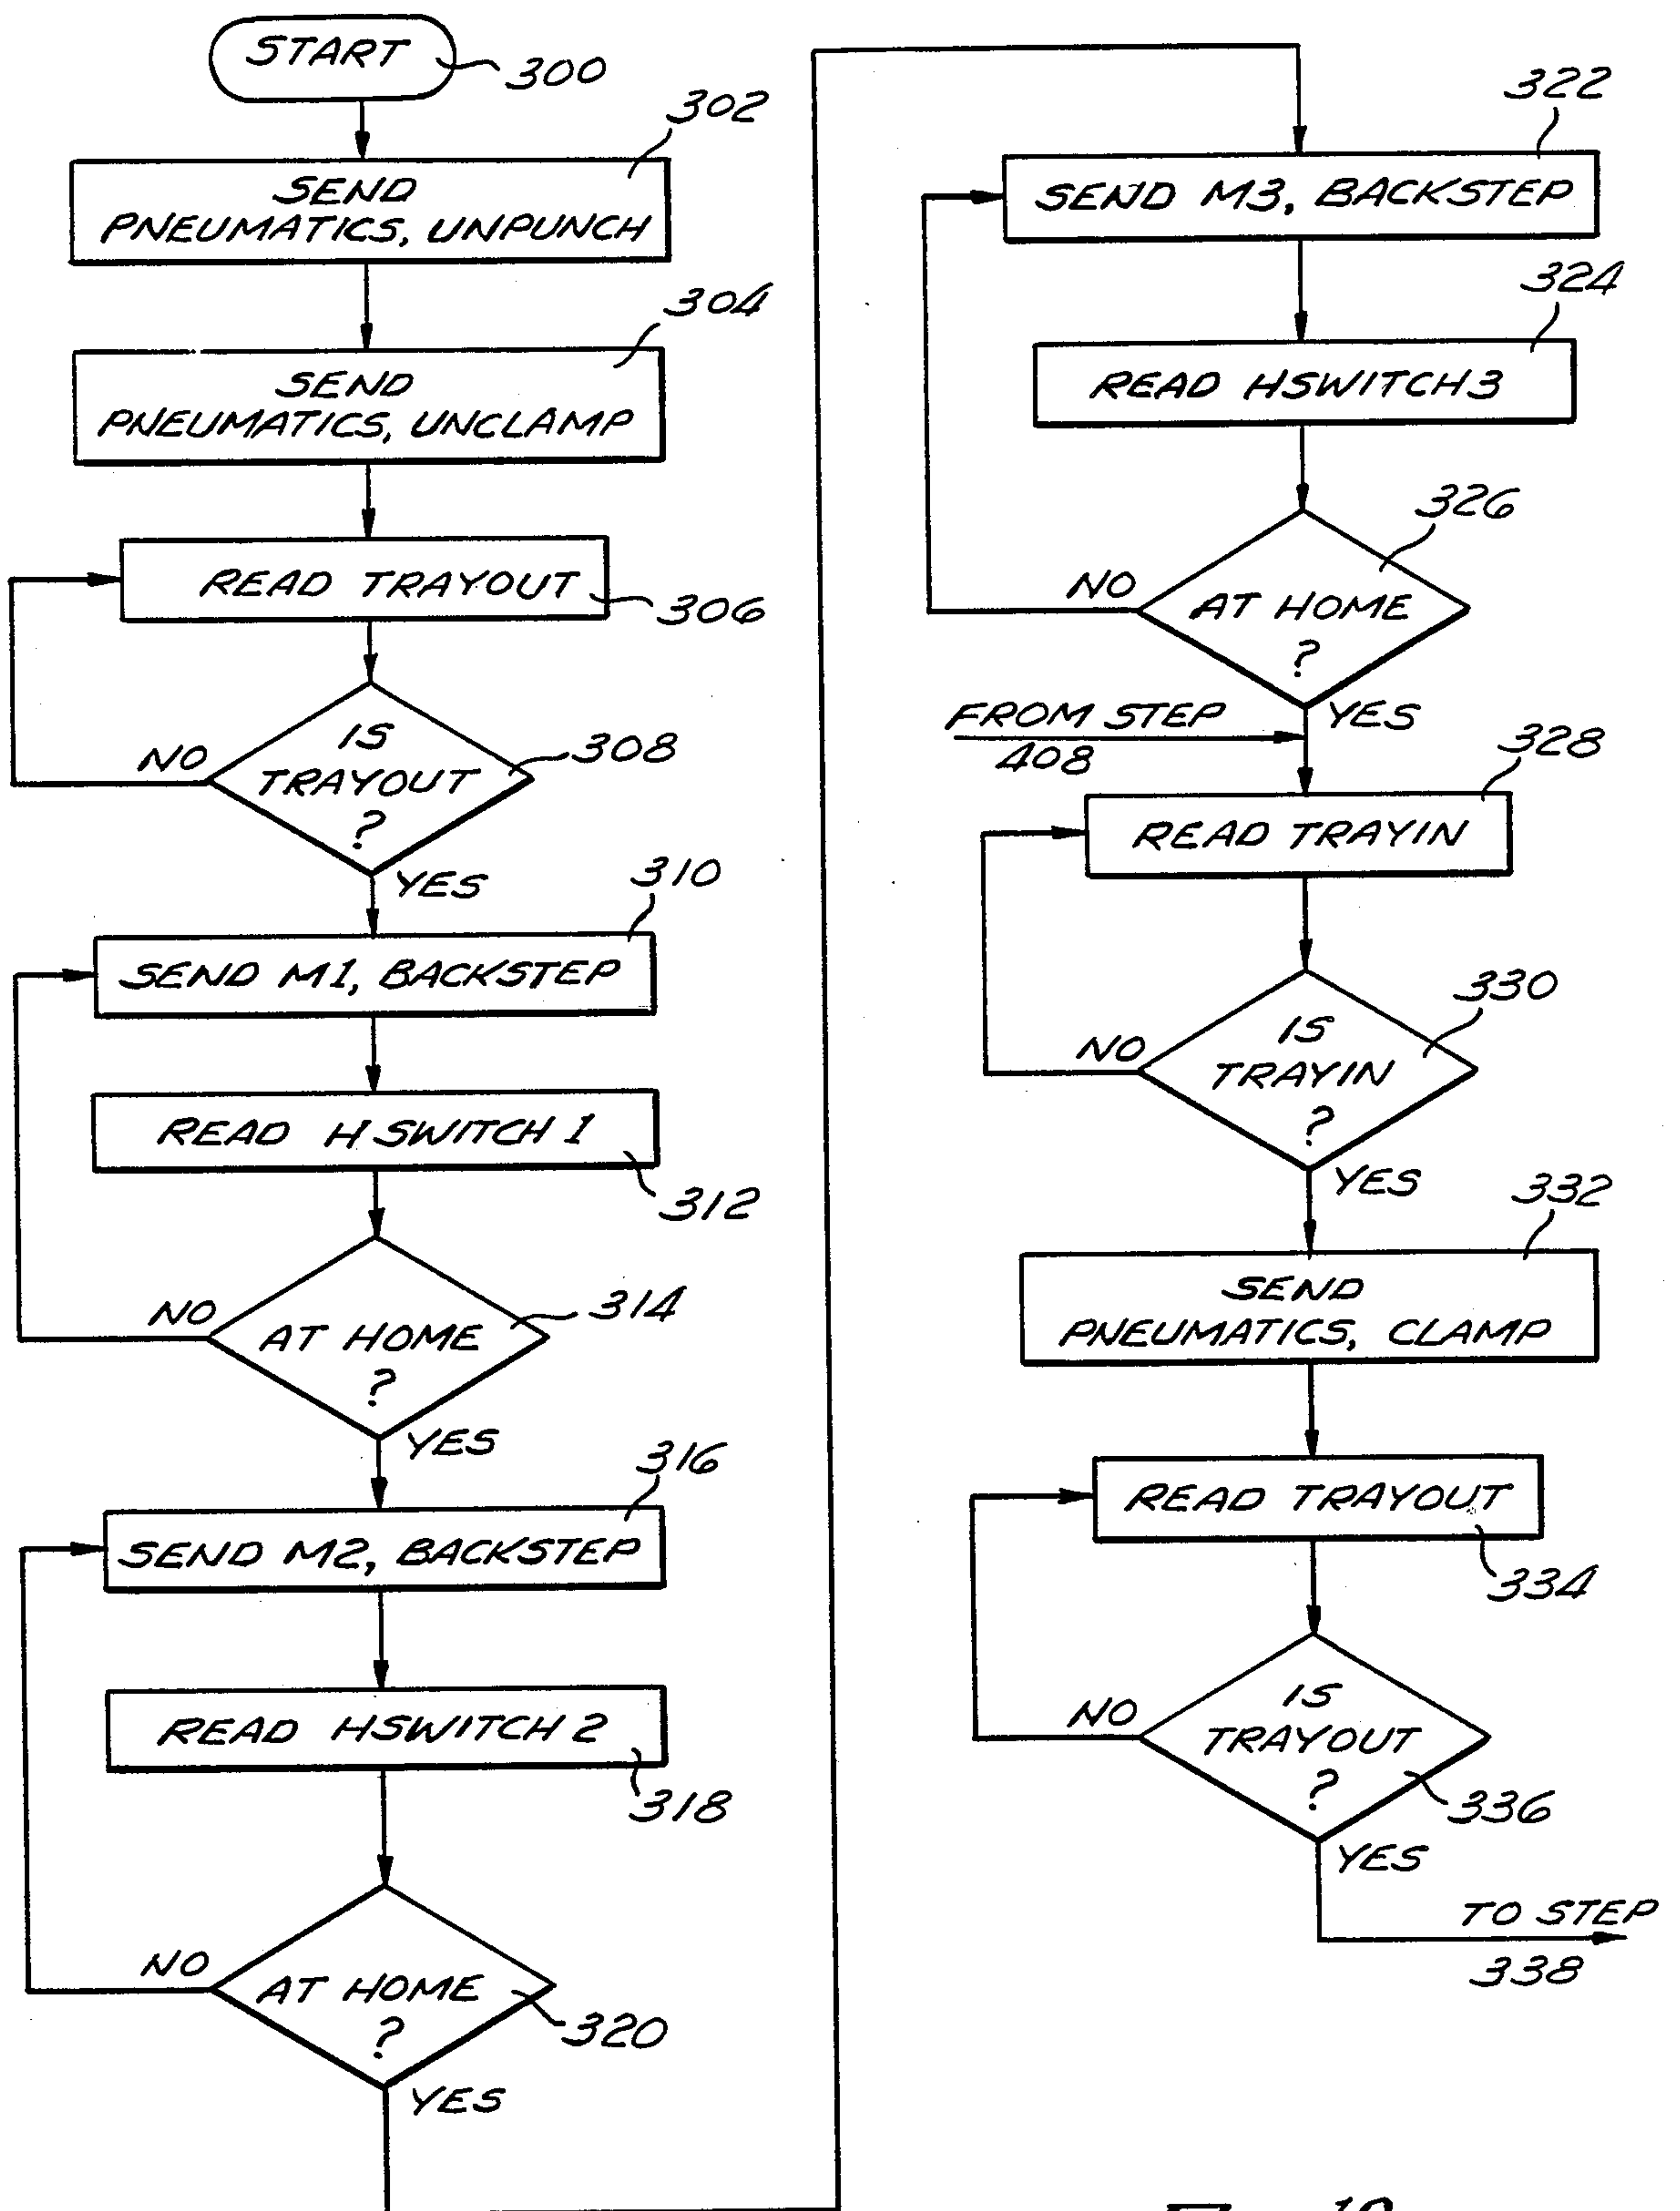 START
300
302
SEND
PNEUMATICS, UNPUNCH
304
SEND
PNEUMATICS, UNCLAMP
READ TRAYOUT
306
IS
TRAYOUT
?
308
NO
YES
310
SEND M1, BACKSTEP
READ HSWITCH 1
312
AT HOME
?
314
NO
YES
316
SEND M2, BACKSTEP
READ HSWITCH 2
318
AT HOME
?
320
NO
YES
322
SEND M3, BACKSTEP
324
READ HSWITCH 3
326
AT HOME
?
NO
YES
FROM STEP
408
328
READ TRAYIN
330
IS
TRAYIN
?
NO
YES
332
SEND
PNEUMATICS, CLAMP
READ TRAYOUT
334
IS
TRAYOUT
?
336
NO
YES
TO STEP
338